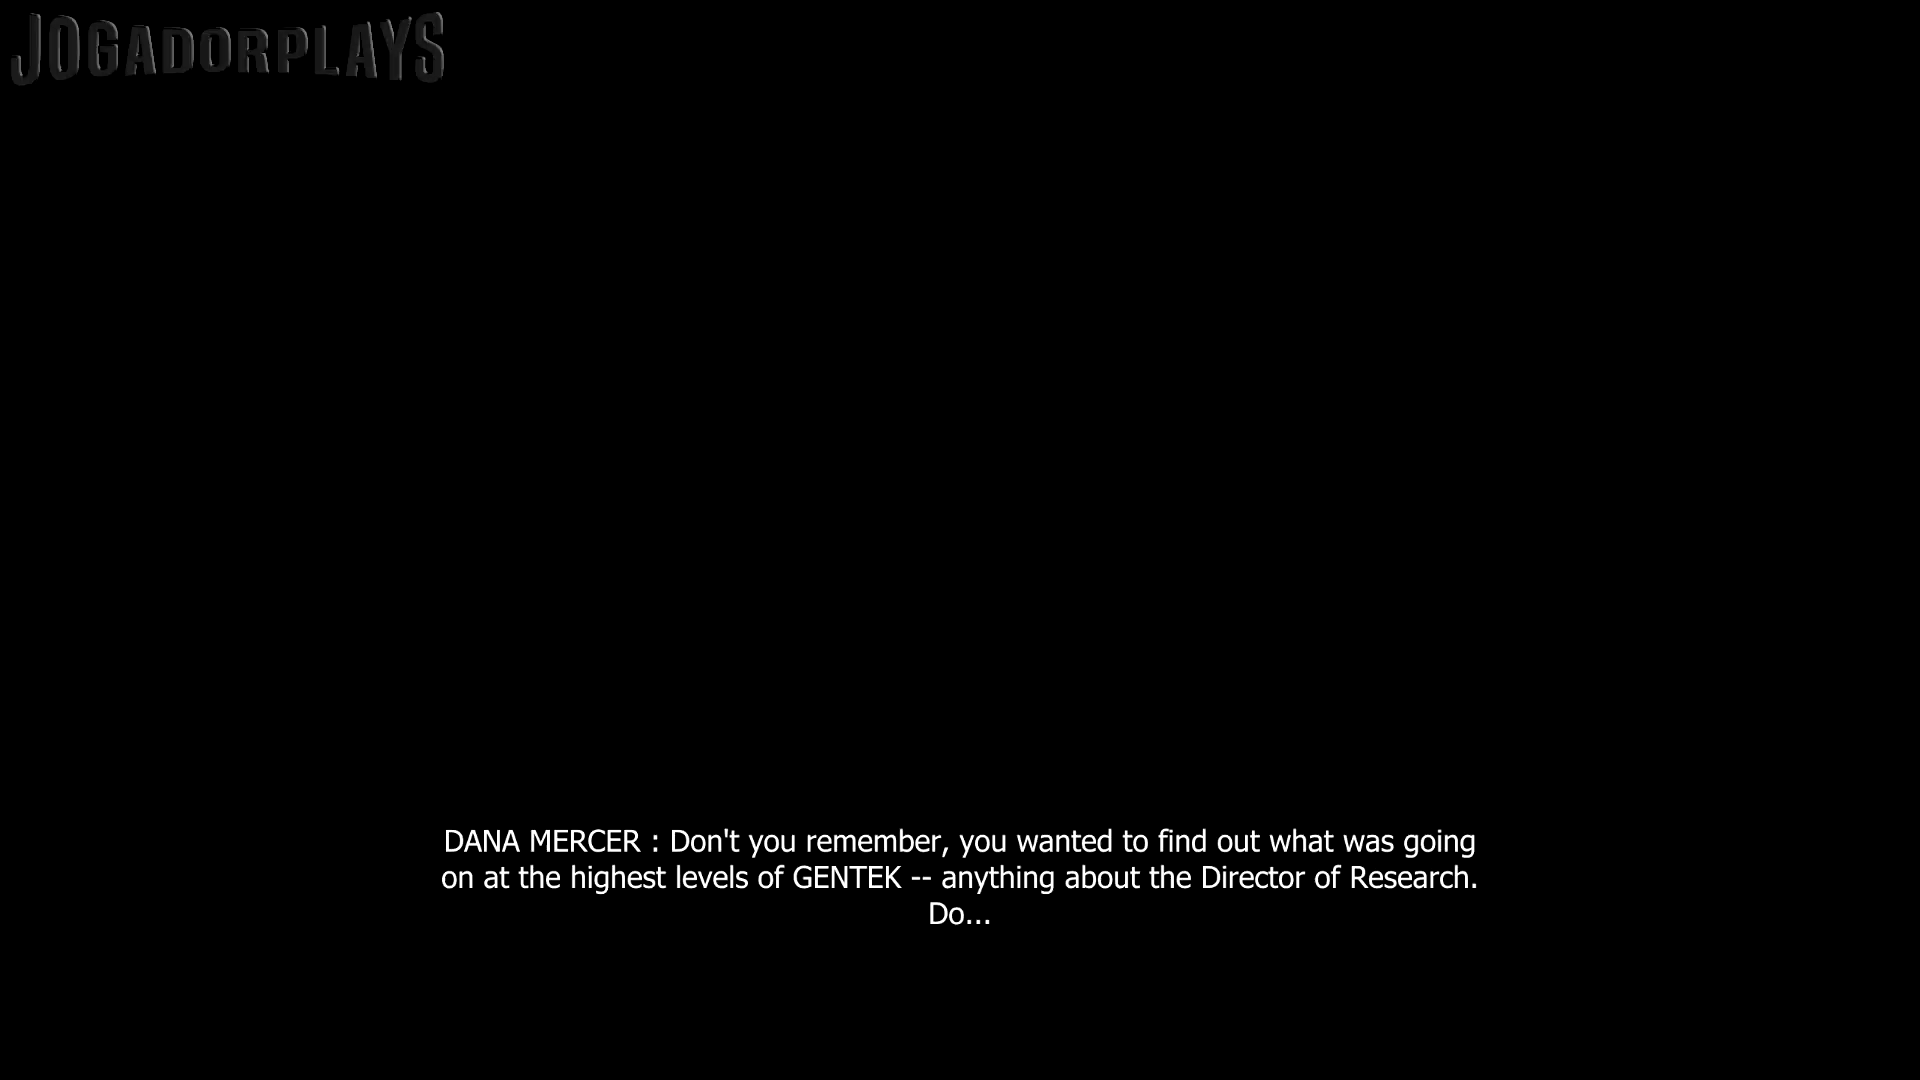 JOGADORPLAYS
DANA MERCER : Don't you remember, you wanted to find out what was going
on at the highest levels of GENTEK -- anything about the Director of Research.
Do...